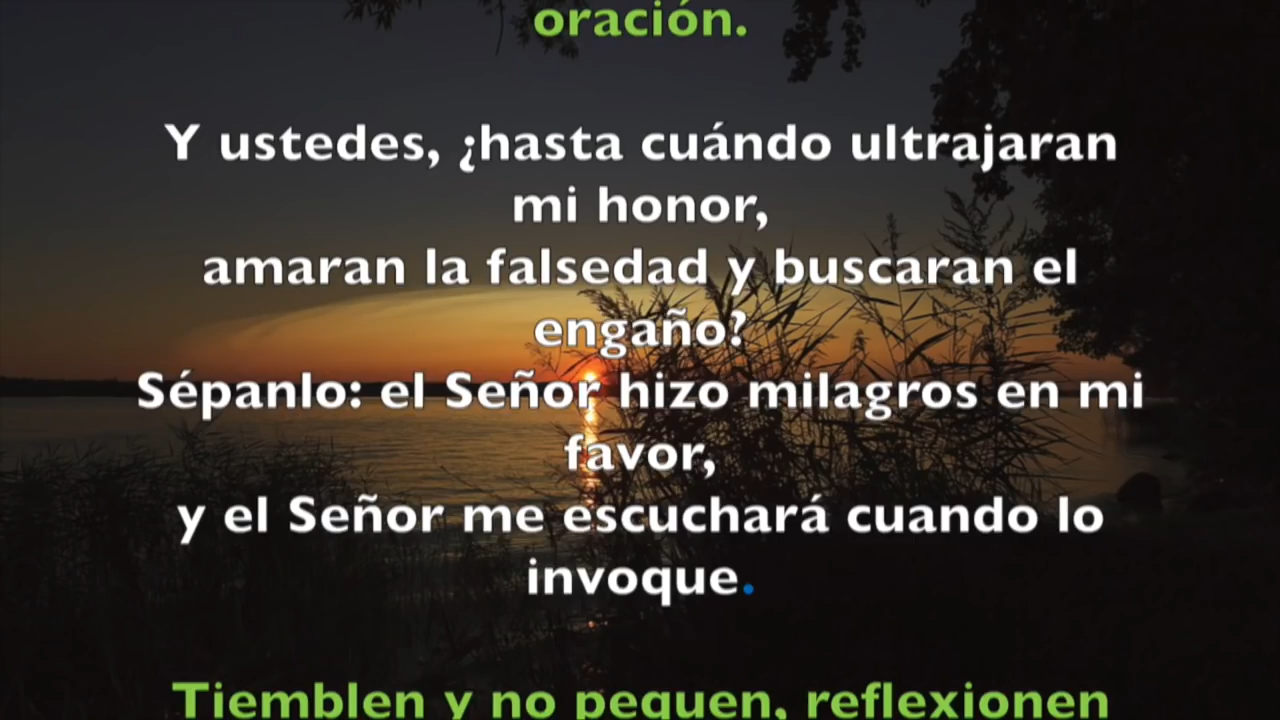 oración.
Y ustedes, ¿hasta cuándo ultrajaran
mi honor,
amaran la falsedad y buscaran el
engaño?
Sépanlo: el Señor hizo milagros en mi
favor,
y el Señor me escuchará cuando lo
invoque.
Tiemblen y no pequen, reflexionen